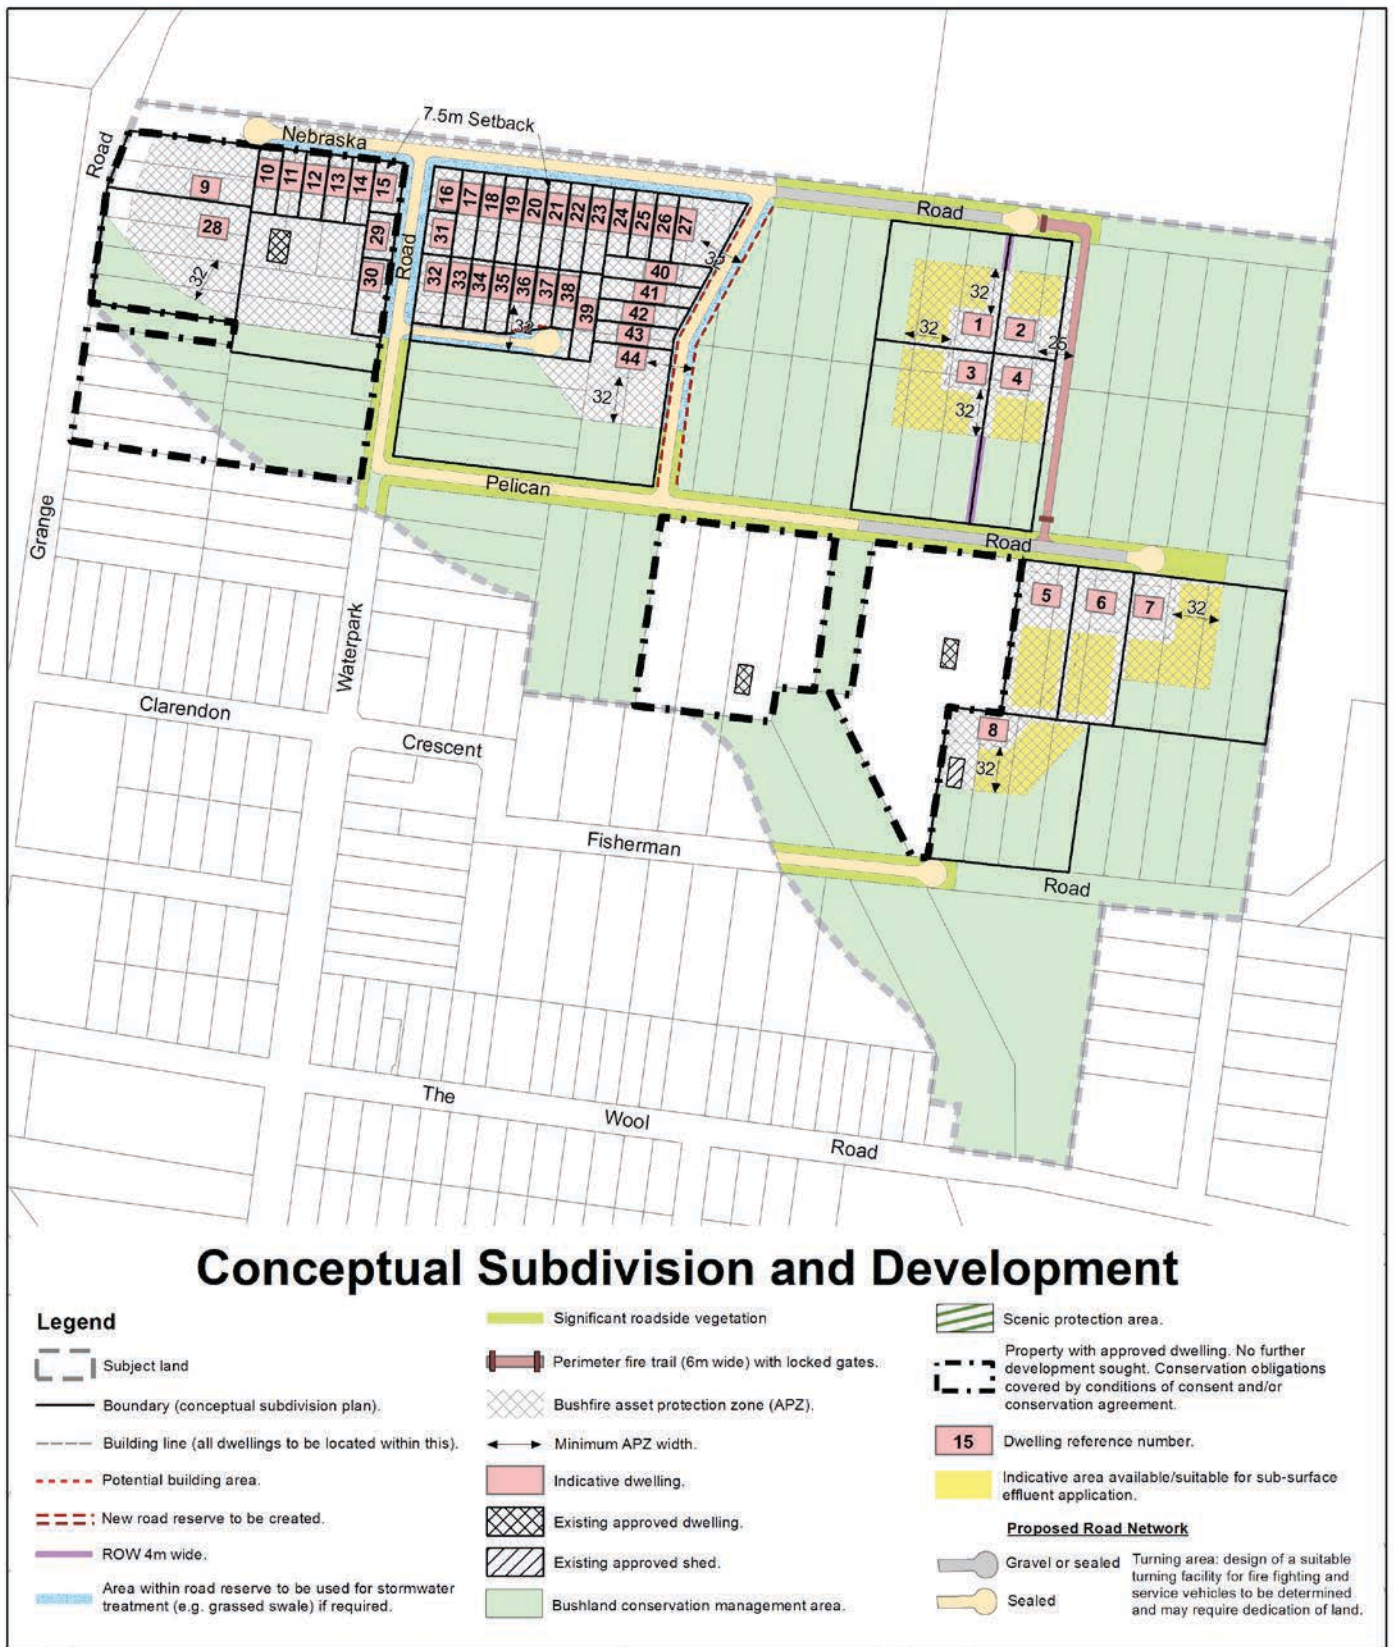 7.5m Setback
Nebraska
Road
9
10
11
12
13
14
15
16
17
18
19
20
21
22
23
24
25
26
27
Road
28
29
30
31
Road
32
32
32
33
34
35
36
37
38
39
40
41
42
43
44
32
32
32
32
32
1
2
25
3
4
32
Pelican
Road
Grange
Waterpark
5
6
7
32
8
32
Clarendon
Crescent
Fisherman
Road
The
Wool
Road
Conceptual Subdivision and Development
Legend
Subject land
Boundary (conceptual subdivision plan).
Building line (all dwellings to be located within this).
Potential building area.
New road reserve to be created.
ROW 4m wide.
Area within road reserve to be used for stormwater
treatment (e.g. grassed swale) if required.
Significant roadside vegetation
Perimeter fire trail (6m wide) with locked gates.
Bushfire asset protection zone (APZ).
Minimum APZ width.
Indicative dwelling.
Existing approved dwelling.
Existing approved shed.
Bushland conservation management area.
Scenic protection area.
Property with approved dwelling. No further
development sought. Conservation obligations
covered by conditions of consent and/or
conservation agreement.
15
Dwelling reference number.
Indicative area available/suitable for sub-surface
effluent application.
Proposed Road Network
Gravel or sealed
Sealed
Turning area: design of a suitable
turning facility for fire fighting and
service vehicles to be determined
and may require dedication of land.